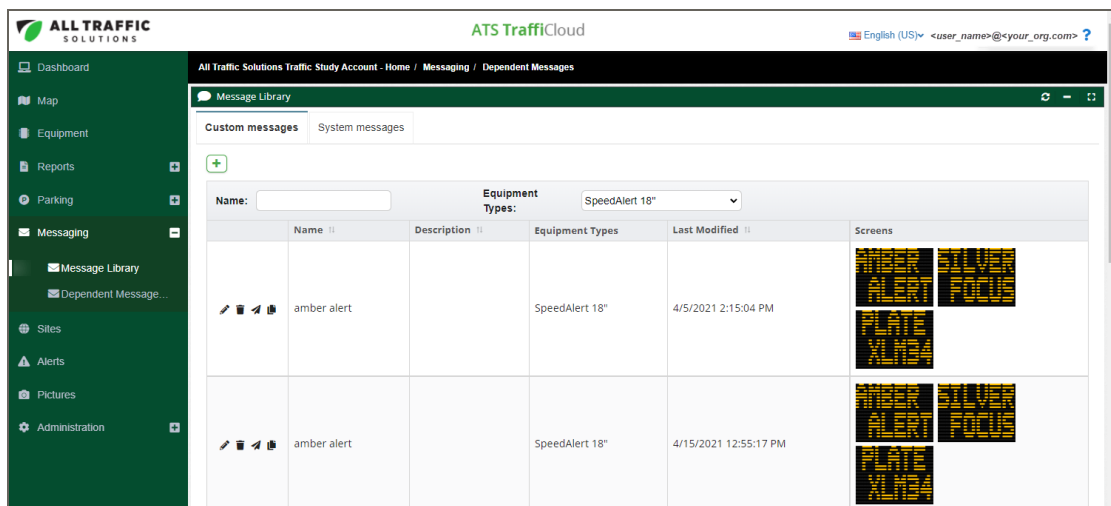 ALL TRAFFIC
SOLUTIONS
ATS TraffiCloud
English (US) <user_name>@<your_org.com> ?
Dashboard
All Traffic Solutions Traffic Study Account - Home / Messaging / Dependent Messages
Map
Message Library
Equipment
Custom messages System messages
Reports
Parking
Name: Equipment Types: SpeedAlert 18"
Messaging
Name Description Equipment Types Last Modified Screens
Message Library
Dependent Message...
Sites
Alerts
Pictures
Administration
amber alert SpeedAlert 18" 4/5/2021 2:15:04 PM
AMBER ALERT
SILVER FOCUS
PLATE XLM34
amber alert SpeedAlert 18" 4/15/2021 12:55:17 PM
AMBER ALERT
SILVER FOCUS
PLATE XLM34